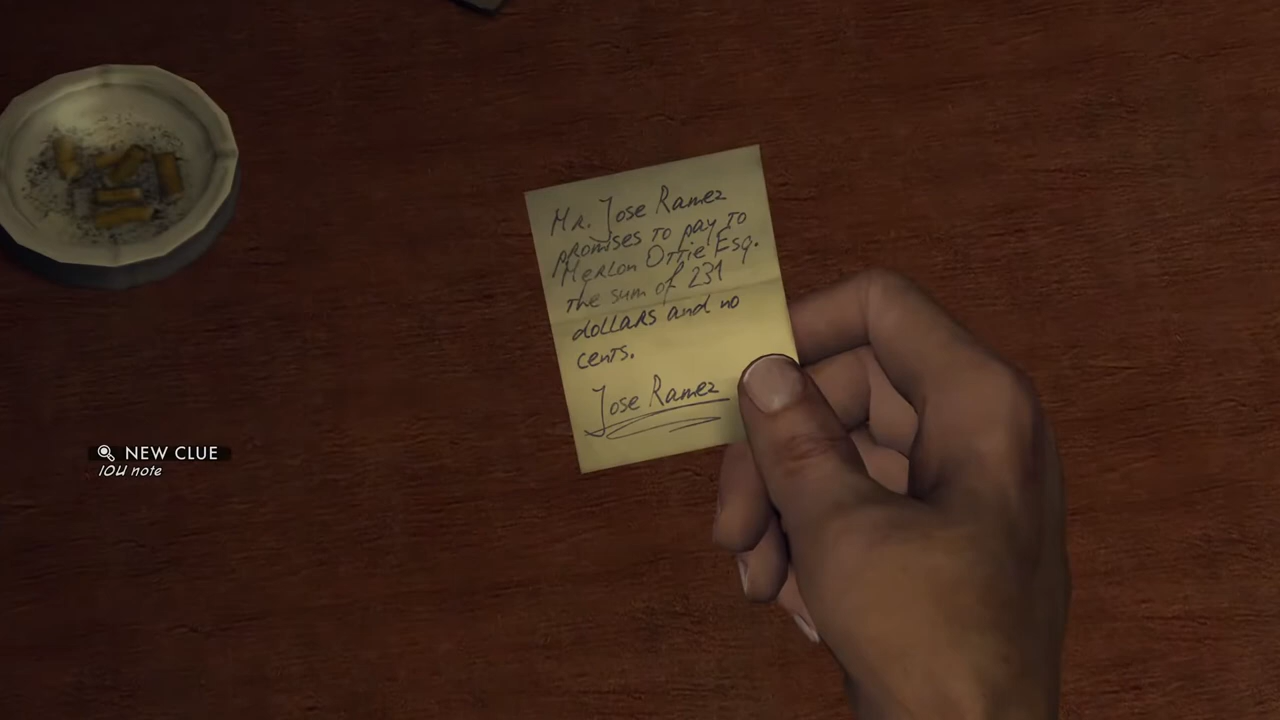 Mr. Jose Ramez
promises to pay to
Merlon Ottie Esq.
the sum of 231
dollars and no
cents.
Jose Ramez
NEW CLUE
IOU note